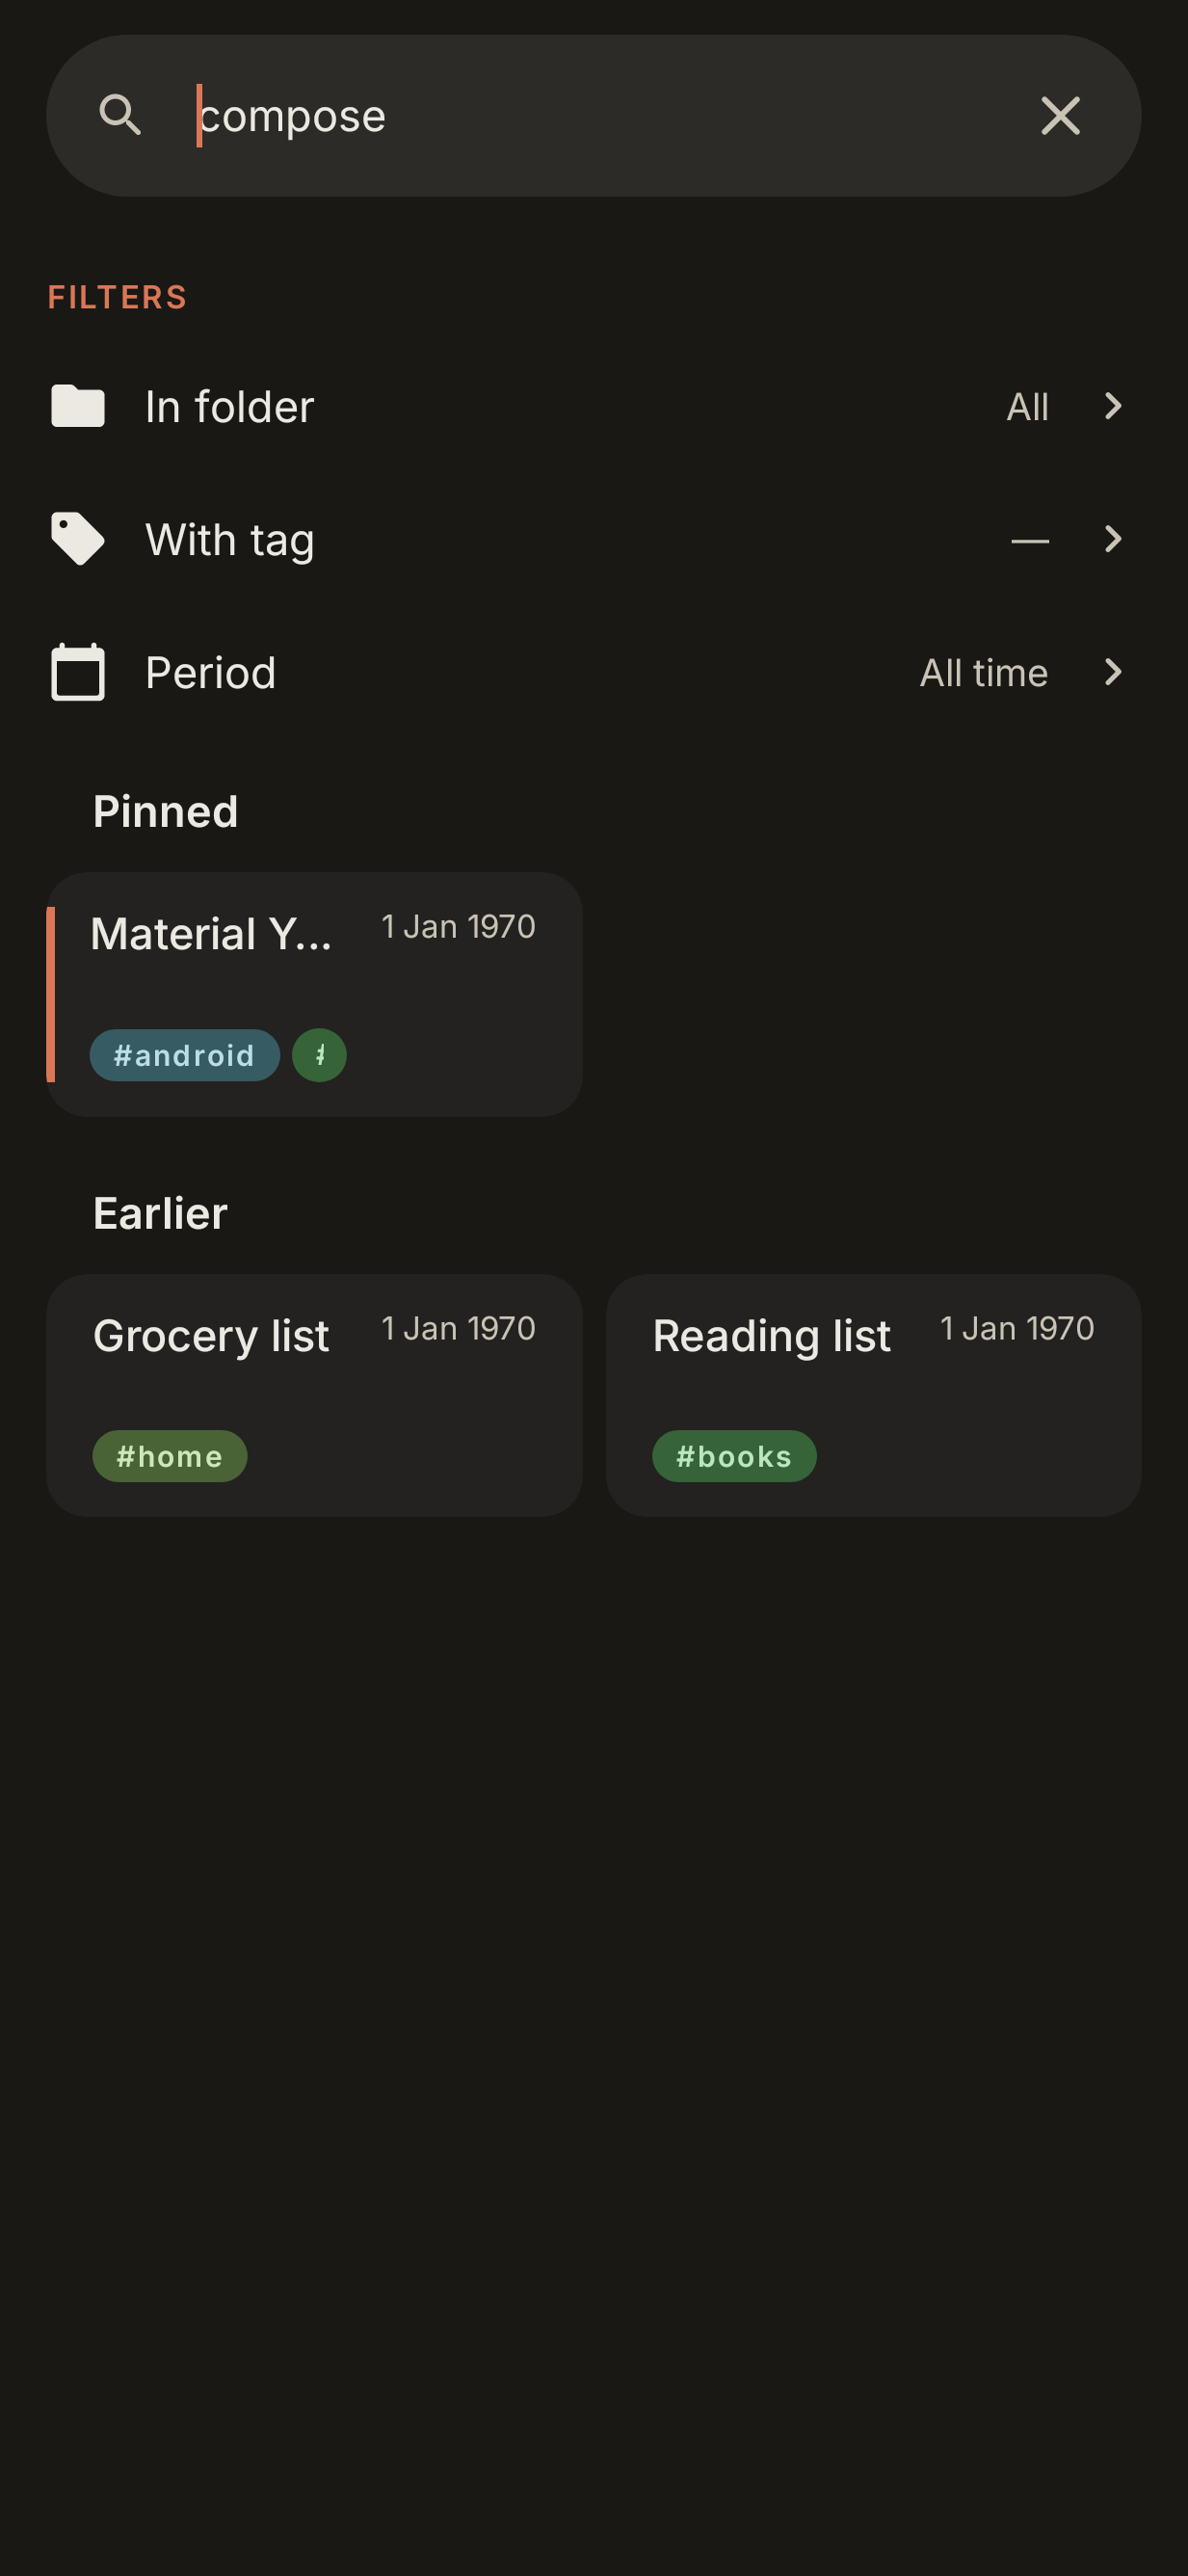 compose
FILTERS
In folder All
With tag —
Period All time
Pinned
Material Y... 1 Jan 1970
#android
Earlier
Grocery list 1 Jan 1970
Reading list 1 Jan 1970
#home
#books